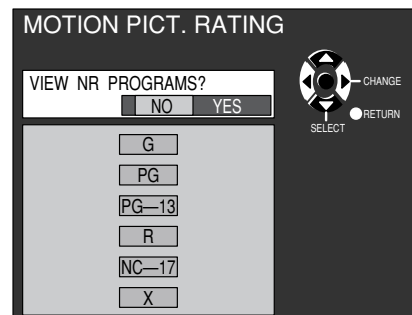 MOTION PICT. RATING
VIEW NR PROGRAMS?
NO YES
CHANGE
RETURN
SELECT
G
PG
PG—13
R
NC—17
X